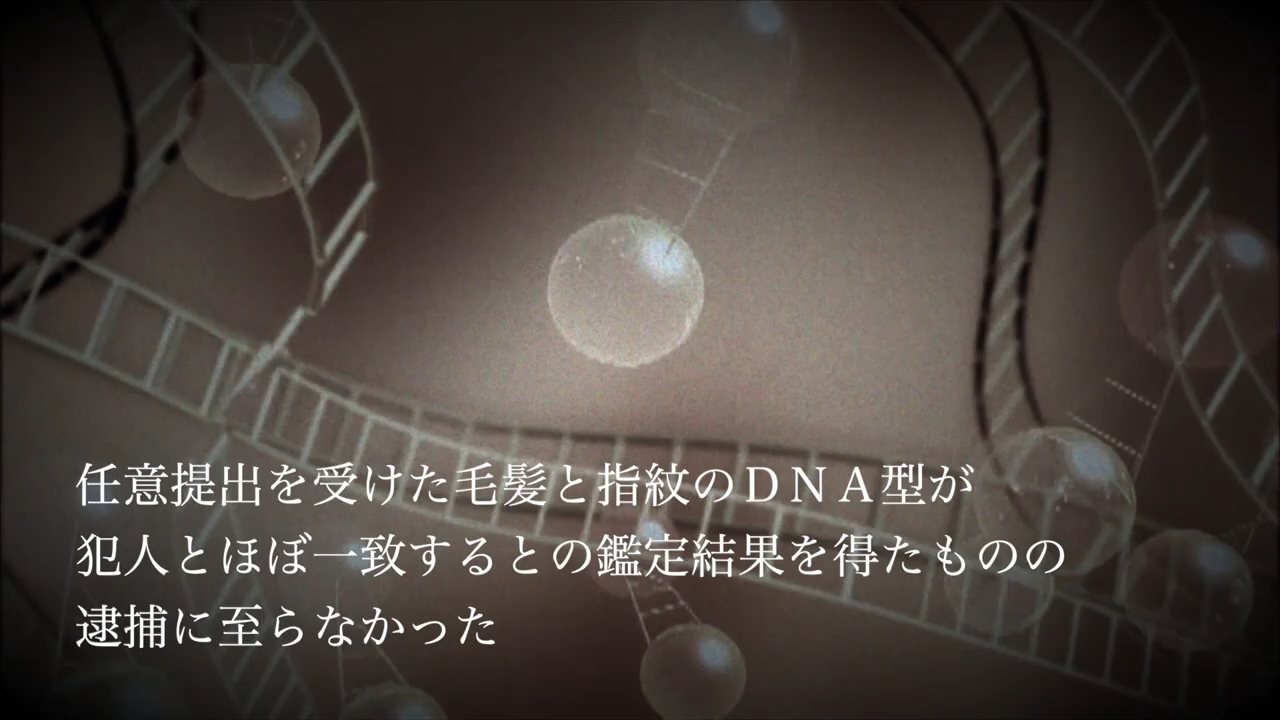 任意提出を受けた毛髪と指紋のＤＮＡ型が
犯人とほぼ一致するとの鑑定結果を得たものの
逮捕に至らなかった